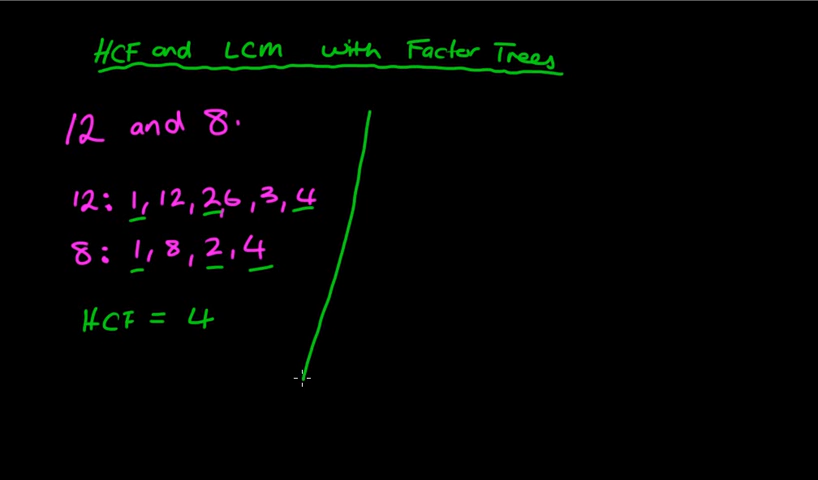 HCF and LCM with Factor Trees
12 and 8.
12: 1, 12, 2, 6, 3, 4
8: 1, 8, 2, 4
HCF = 4